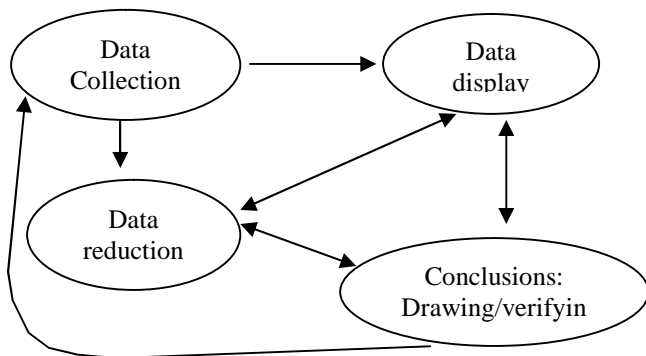 Data
Collection
Data
display
Data
reduction
Conclusions:
Drawing/verifyin